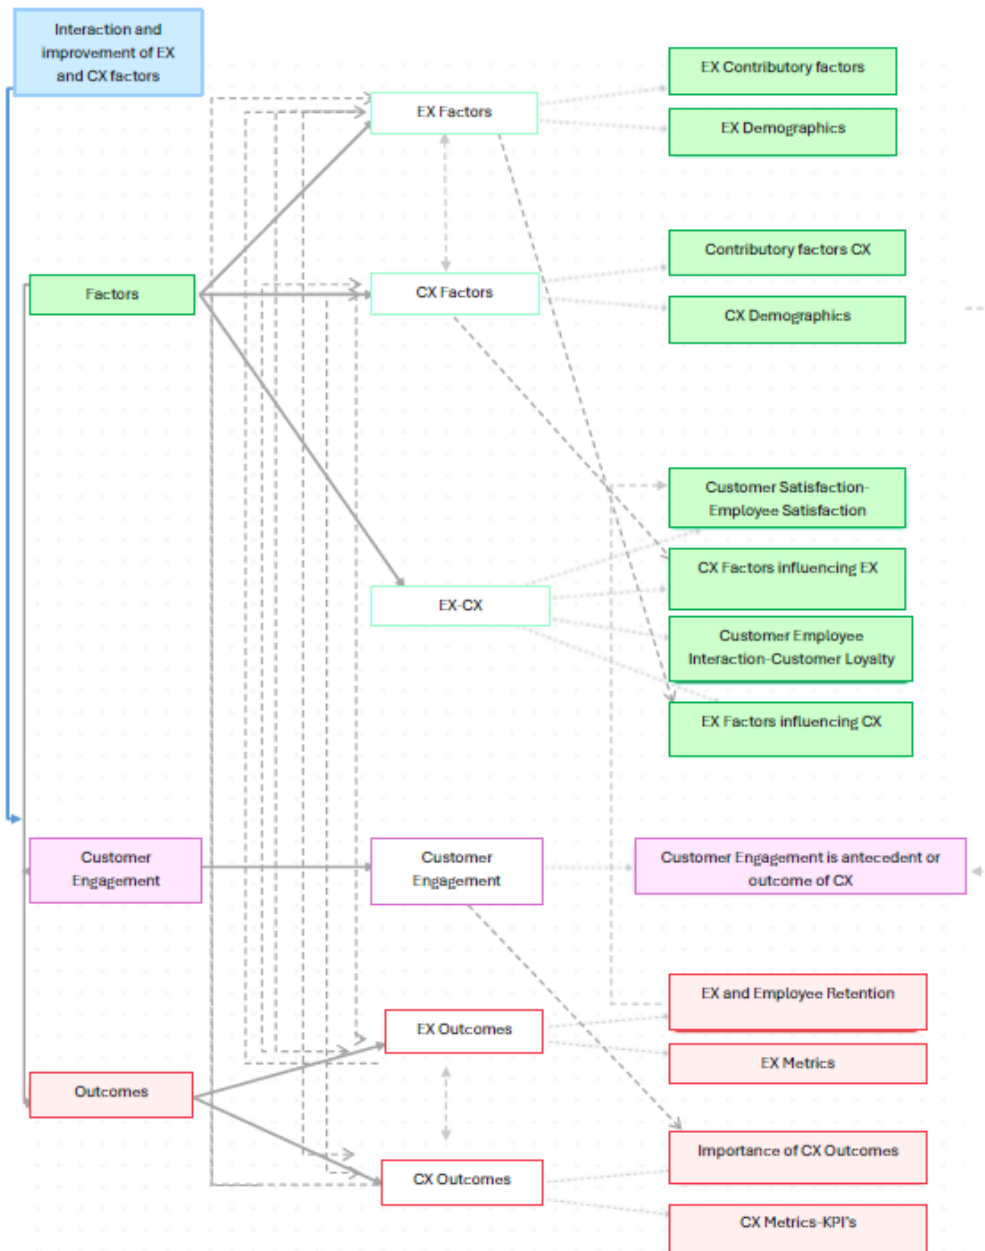 Interaction and
improvement of EX
and CX factors
EX Contributory factors
EX Factors
EX Demographics
Contributory factors CX
Factors
CX Factors
CX Demographics
Customer Satisfaction-
Employee Satisfaction
CX Factors influencing EX
EX-CX
Customer Employee
Interaction-Customer Loyalty
EX Factors influencing CX
Customer
Engagement
Customer
Engagement
Customer Engagement is antecedent or
outcome of CX
EX and Employee Retention
EX Outcomes
EX Metrics
Outcomes
Importance of CX Outcomes
CX Outcomes
CX Metrics-KPI's